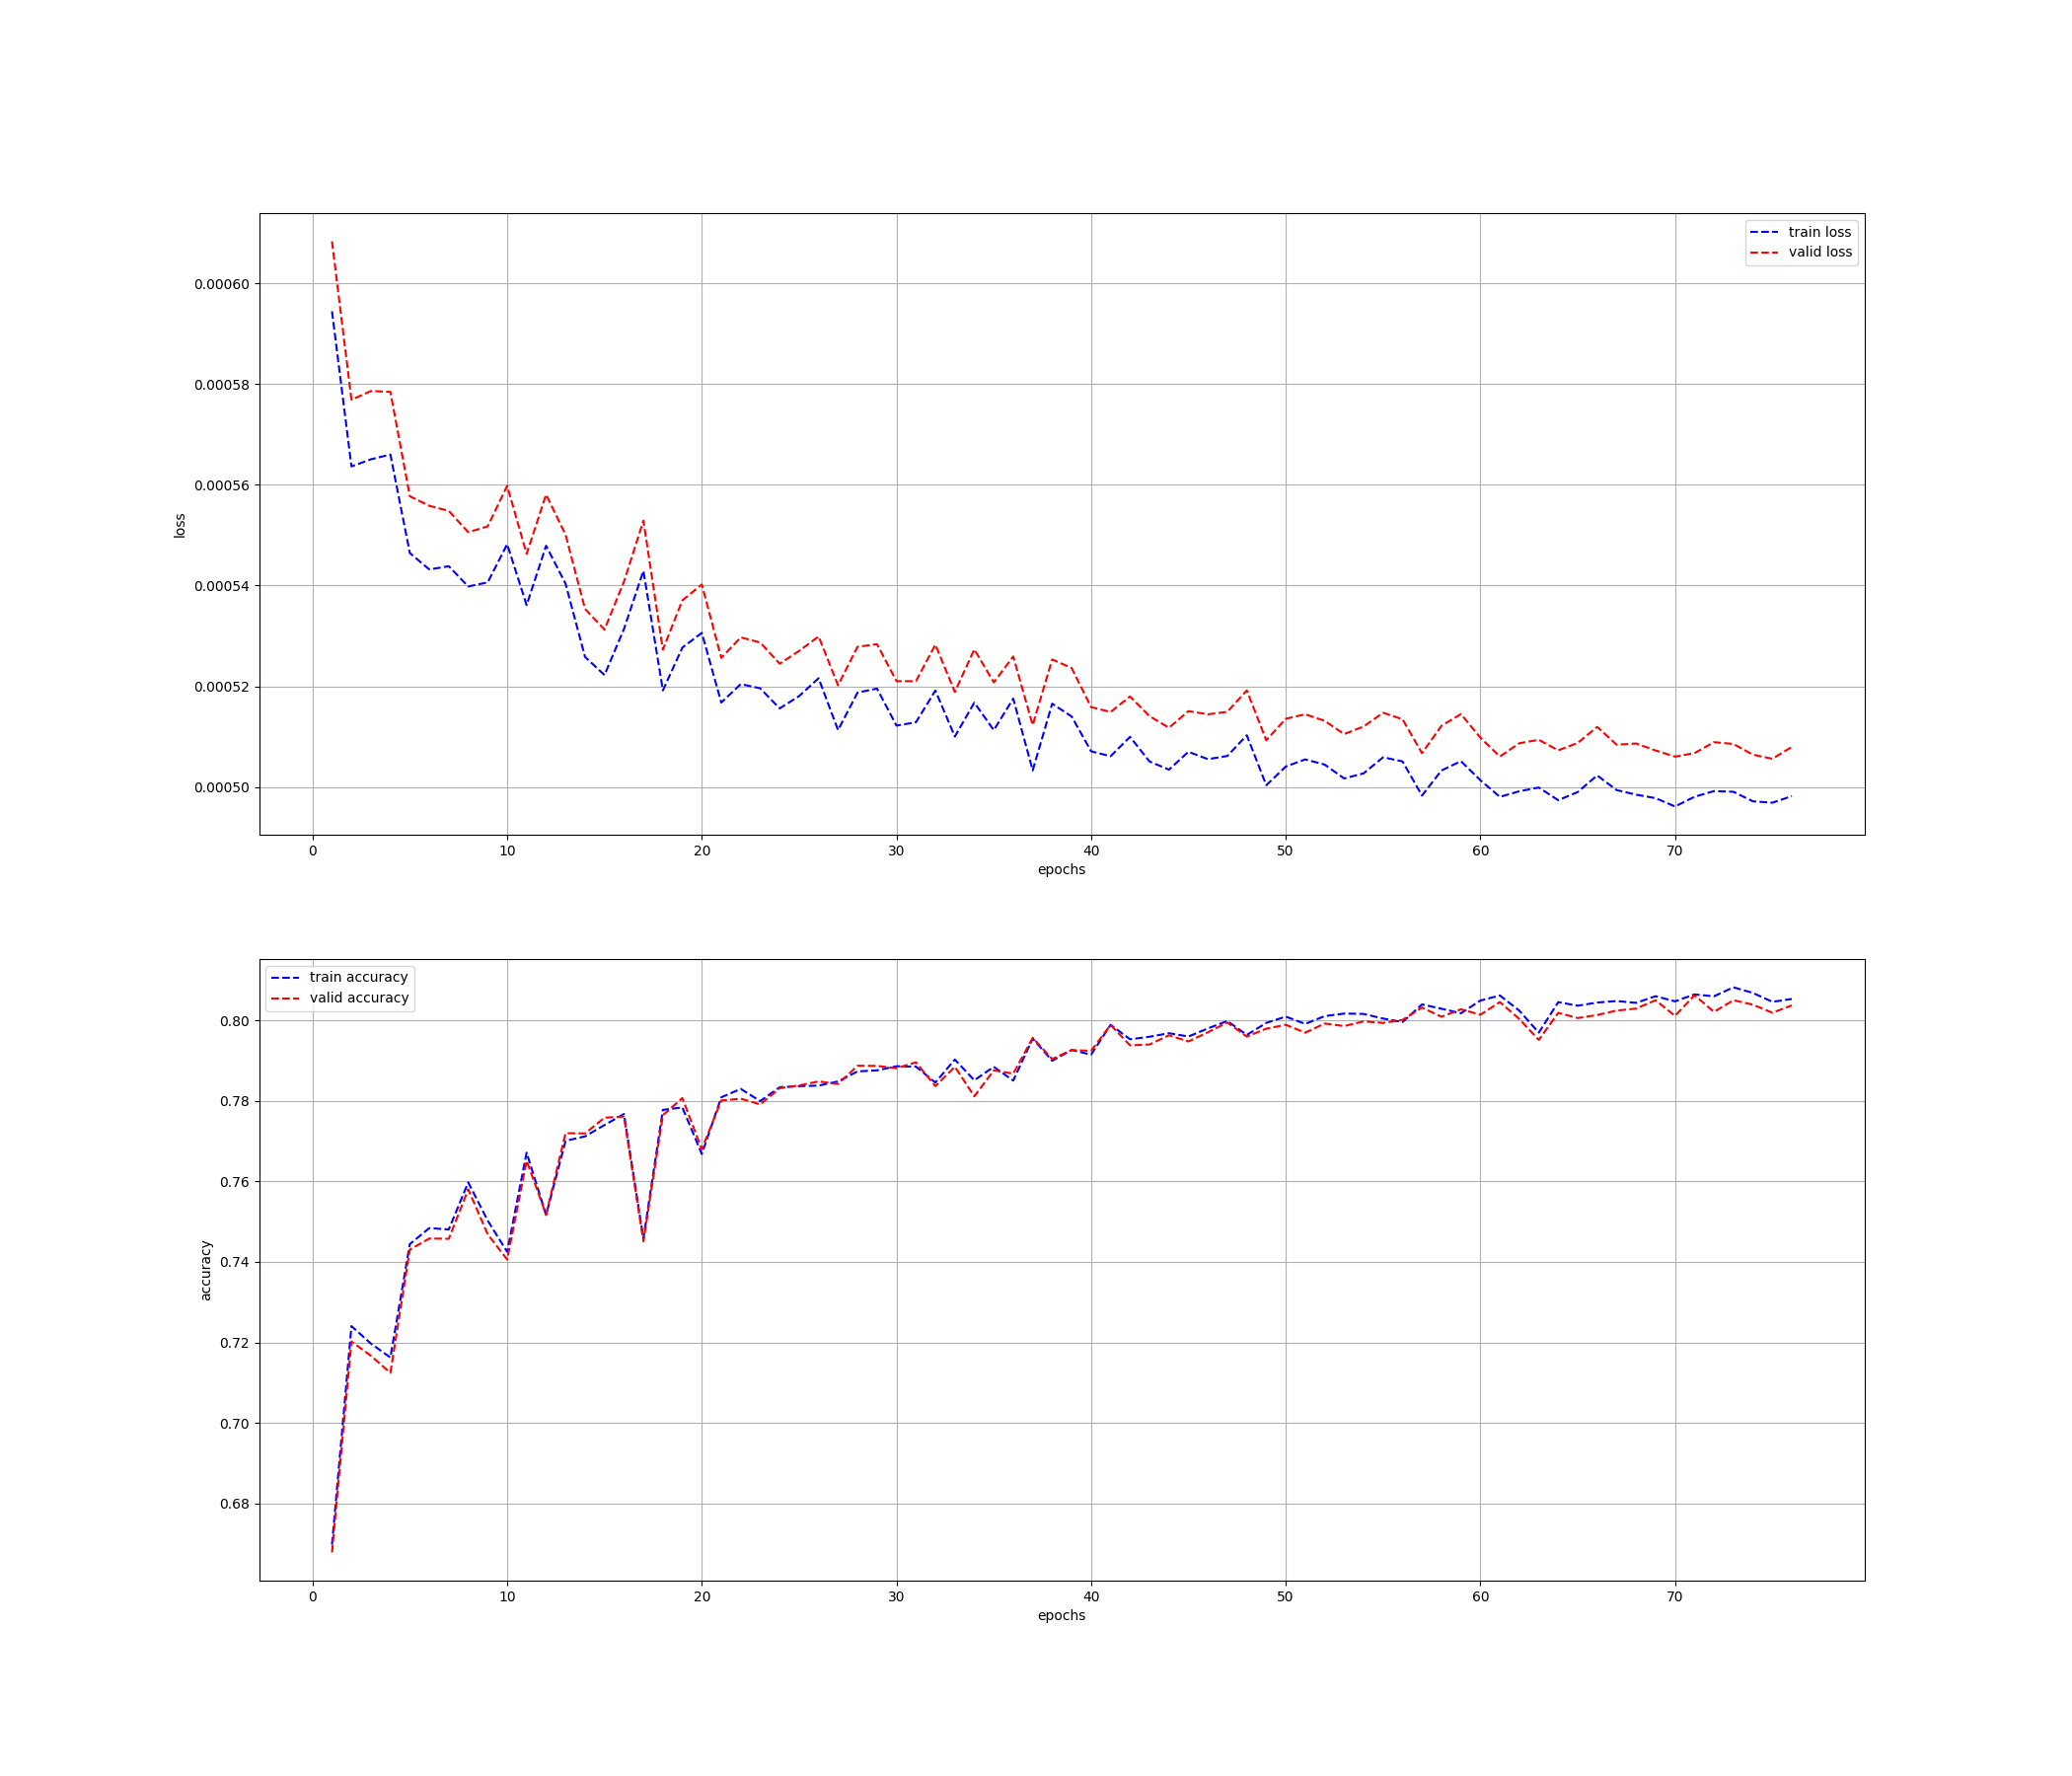 train loss
valid loss
0.00060
0.00058
0.00056
0.00054
0.00052
0.00050
loss
0 10 20 30 40 50 60 70
epochs
train accuracy
valid accuracy
0.80
0.78
0.76
0.74
0.72
0.70
0.68
accuracy
0 10 20 30 40 50 60 70
epochs